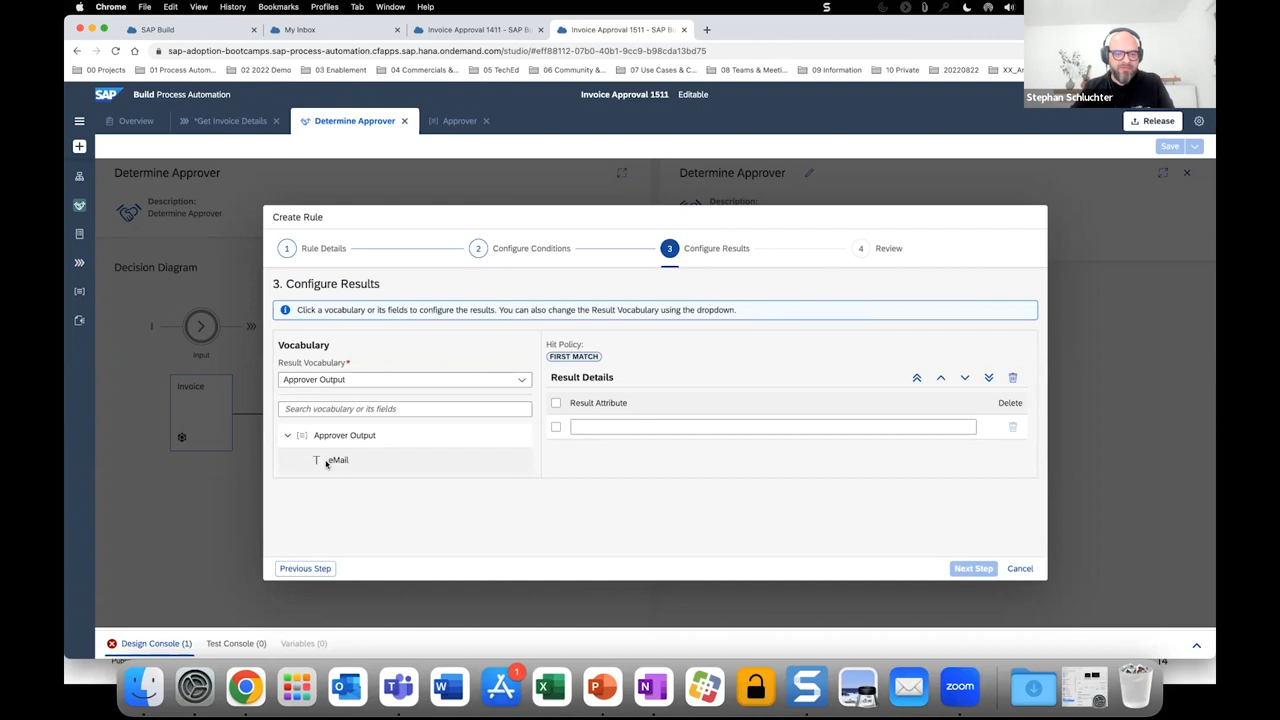 Chrome File Edit View History Bookmarks Profiles Tab Window Help
SAP Build
My Inbox
Invoice Approval 1411 - SAP B
Invoice Approval 1511 - SAP B
sap-adoption-bootcamps.sap-process-automation.cfapps.sap.hana.ondemand.com/studio/#eff88112-07b0-40b1-9cc9-b98cda13bd75
00 Projects 01 Process Autom... 02 2022 Demo 03 Enablement 04 Commercials &... 05 TechEd 06 Community &... 07 Use Cases & C... 08 Teams & Meeti... 09 Information 10 Private 20220822 XX_Ar
Stephan Schluchter
SAP Build Process Automation
Invoice Approval 1511 Editable
Overview
*Get Invoice Details
Determine Approver
Approver
Release
Save
Determine Approver
Description:
Determine Approver
Decision Diagram
Input
Invoice
Determine Approver
Create Rule
1 Rule Details
2 Configure Conditions
3 Configure Results
4 Review
3. Configure Results
Click a vocabulary or its fields to configure the results. You can also change the Result Vocabulary using the dropdown.
Vocabulary
Result Vocabulary*
Approver Output
Search vocabulary or its fields
Approver Output
T eMail
Hit Policy:
FIRST MATCH
Result Details
Result Attribute
Delete
Previous Step
Next Step
Cancel
Design Console (1)
Test Console (0)
Variables (0)
14
1
zoom